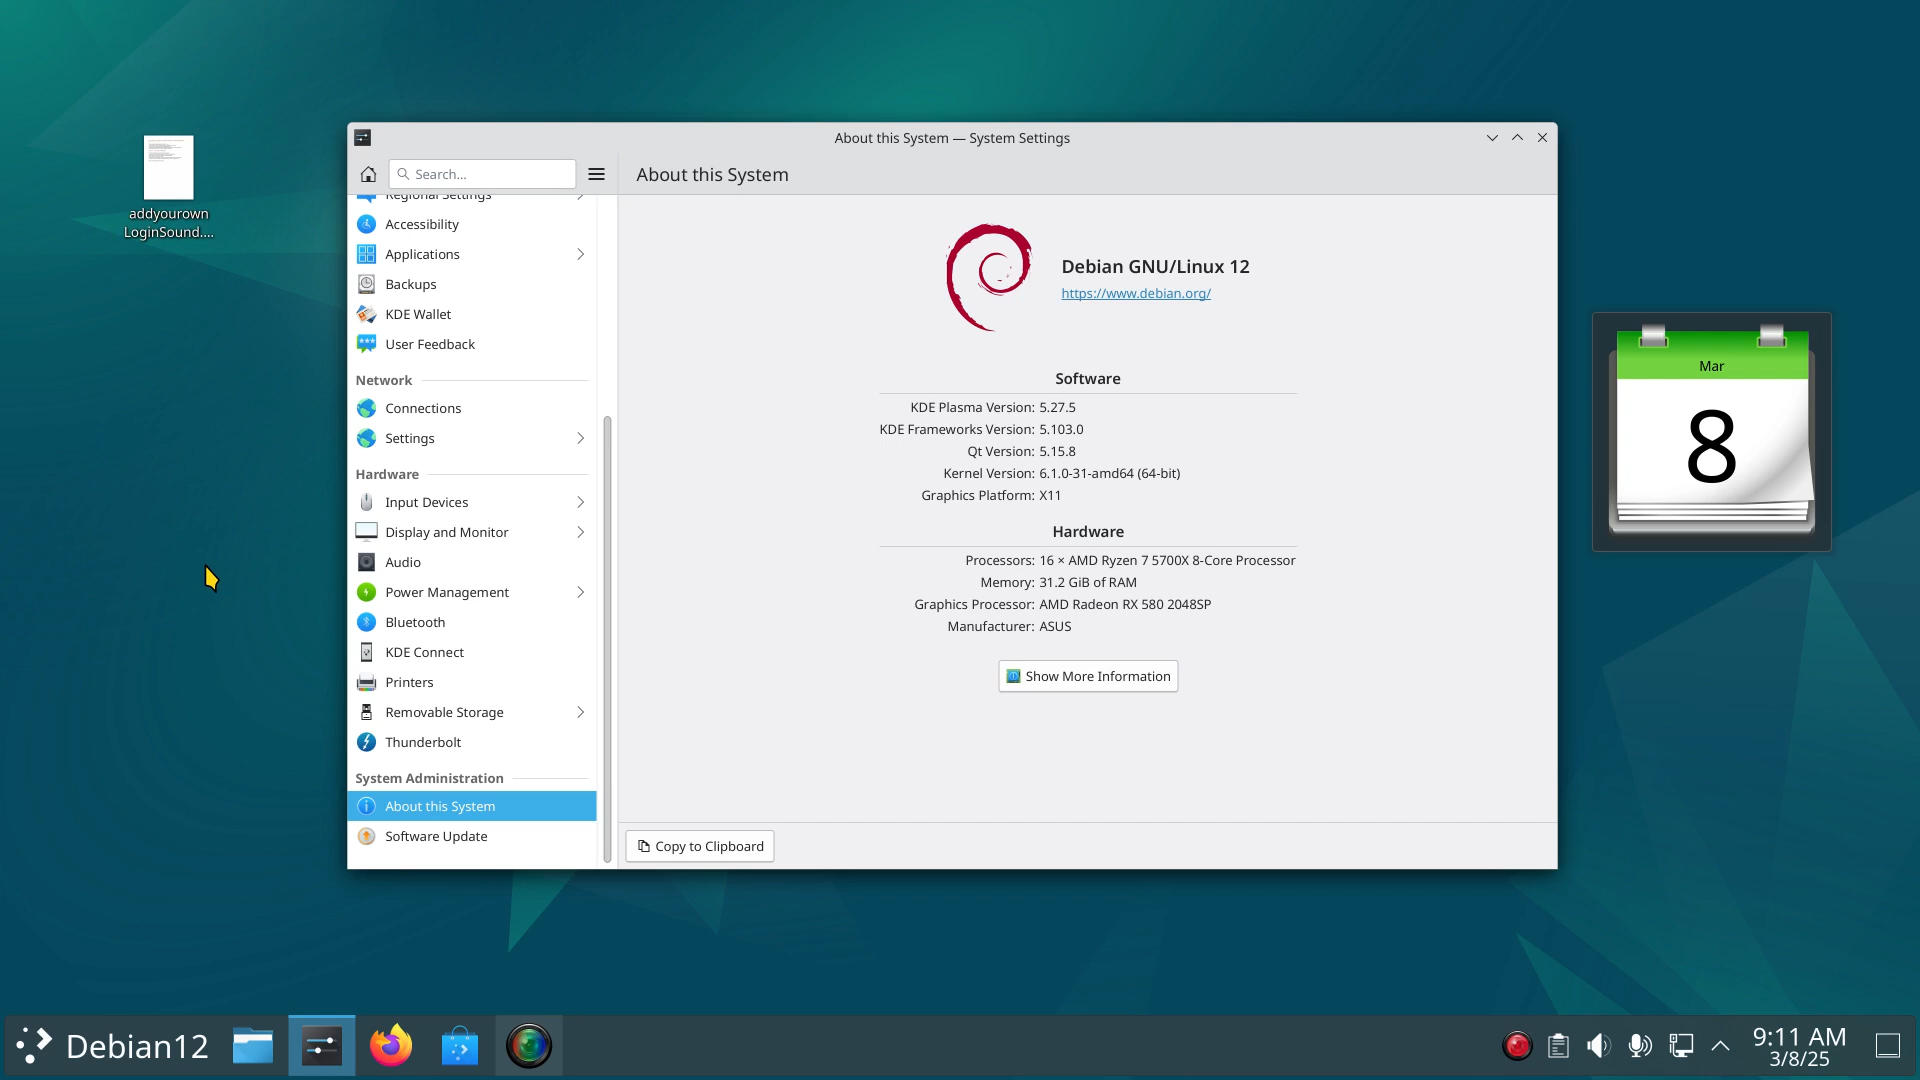 addyourown
LoginSound....
About this System — System Settings
Search...
About this System
Regional Settings
Accessibility
Applications
Backups
KDE Wallet
User Feedback
Network
Connections
Settings
Hardware
Input Devices
Display and Monitor
Audio
Power Management
Bluetooth
KDE Connect
Printers
Removable Storage
Thunderbolt
System Administration
About this System
Software Update
Debian GNU/Linux 12
https://www.debian.org/
Software
KDE Plasma Version: 5.27.5
KDE Frameworks Version: 5.103.0
Qt Version: 5.15.8
Kernel Version: 6.1.0-31-amd64 (64-bit)
Graphics Platform: X11
Hardware
Processors: 16 × AMD Ryzen 7 5700X 8-Core Processor
Memory: 31.2 GiB of RAM
Graphics Processor: AMD Radeon RX 580 2048SP
Manufacturer: ASUS
Show More Information
Copy to Clipboard
Mar
8
Debian12
9:11 AM
3/8/25